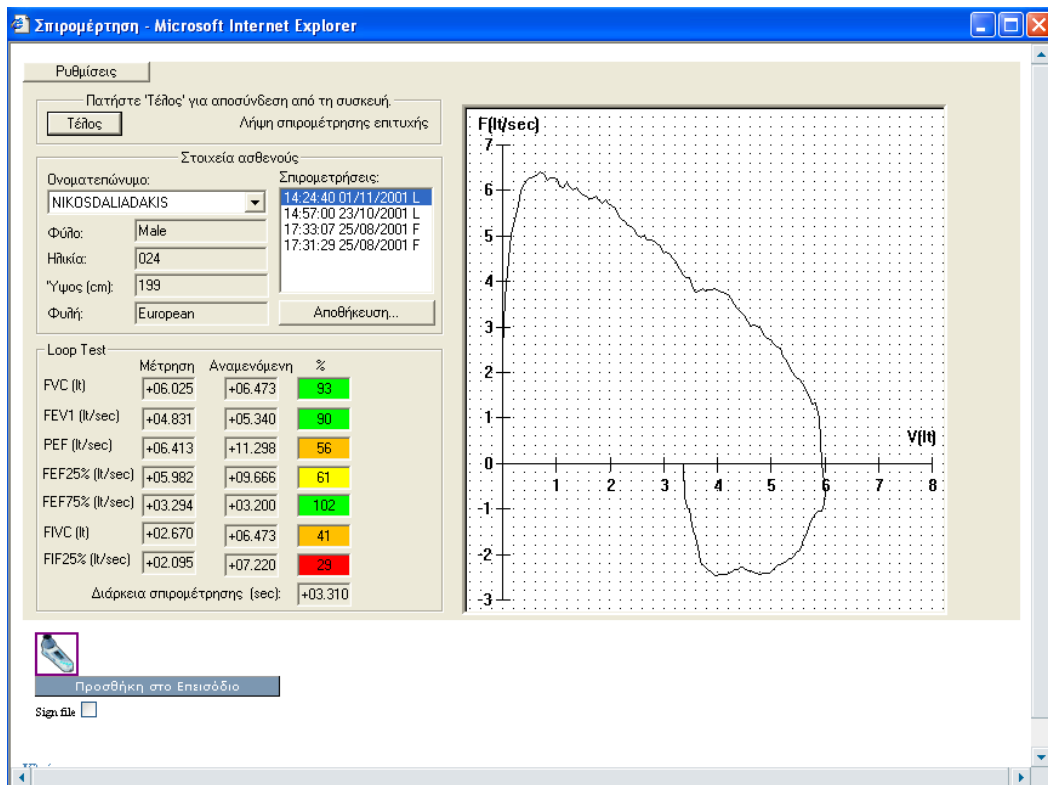 Σπιρομέρτηση - Microsoft Internet Explorer
Ρυθμίσεις
Πατήστε 'Τέλος' για αποσύνδεση από τη συσκευή.
Τέλος
Λήψη σπιρομέτρησης επιτυχής
Στοιχεία ασθενούς
Ονοματεπώνυμο:
NIKOSDALIADAKIS
Φύλο: Male
Ηλικία: 024
Ύψος (cm): 199
Φυλή: European
Σπιρομετρήσεις:
14:24:40 01/11/2001 L
14:57:00 23/10/2001 L
17:33:07 25/08/2001 F
17:31:29 25/08/2001 F
Αποθήκευση...
Loop Test
Μέτρηση Αναμενόμενη %
FVC (lt) +06.025 +06.473 93
FEV1 (lt/sec) +04.831 +05.340 90
PEF (lt/sec) +06.413 +11.298 56
FEF25% (lt/sec) +05.982 +09.666 61
FEF75% (lt/sec) +03.294 +03.200 102
FIVC (lt) +02.670 +06.473 41
FIF25% (lt/sec) +02.095 +07.220 29
Διάρκεια σπιρομέτρησης (sec): +03.310
F(lt/sec)
7
6
5
4
3
2
1
0
-1
-2
-3
V(lt)
1 2 3 4 5 6 7 8
Προσθήκη στο Επεισόδιο
Sign file